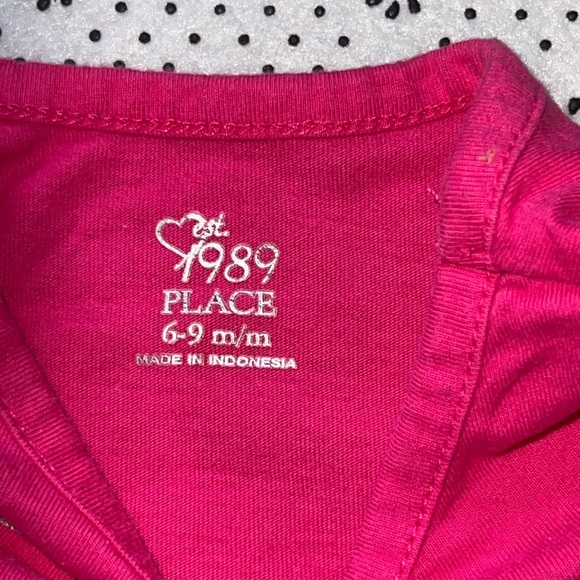 est.
1989
PLACE
6-9 m/m
MADE IN INDONESIA